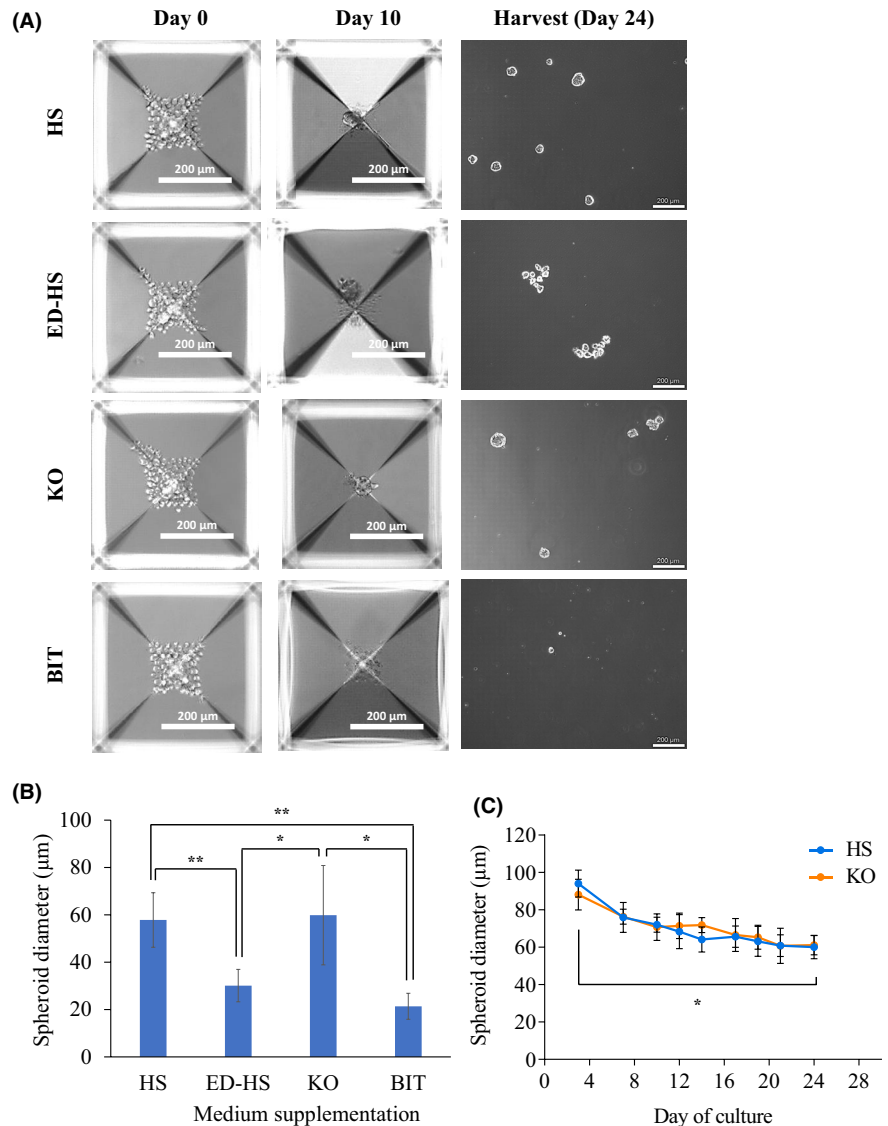 (A)
Day 0 Day 10 Harvest (Day 24)
HS
200 µm 200 µm 200 µm
ED-HS
200 µm 200 µm 200 µm
KO
200 µm 200 µm 200 µm
BIT
200 µm 200 µm 200 µm
(B)
Spheroid diameter (µm)
100
80
60
40
20
0
**
**
*
*
HS ED-HS KO BIT
Medium supplementation
(C)
Spheroid diameter (µm)
120
100
80
60
40
20
0
HS
KO
*
0 4 8 12 16 20 24 28
Day of culture